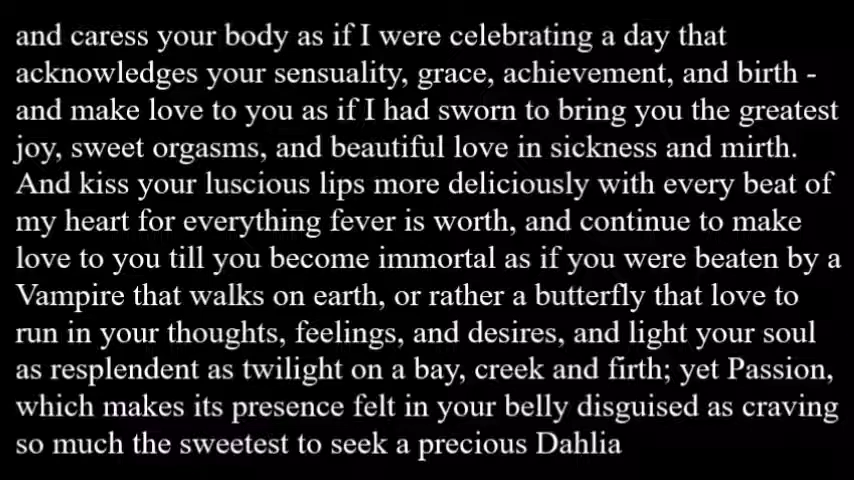 and caress your body as if I were celebrating a day that
acknowledges your sensuality, grace, achievement, and birth -
and make love to you as if I had sworn to bring you the greatest
joy, sweet orgasms, and beautiful love in sickness and mirth.
And kiss your luscious lips more deliciously with every beat of
my heart for everything fever is worth, and continue to make
love to you till you become immortal as if you were beaten by a
Vampire that walks on earth, or rather a butterfly that love to
run in your thoughts, feelings, and desires, and light your soul
as resplendent as twilight on a bay, creek and firth; yet Passion,
which makes its presence felt in your belly disguised as craving
so much the sweetest to seek a precious Dahlia